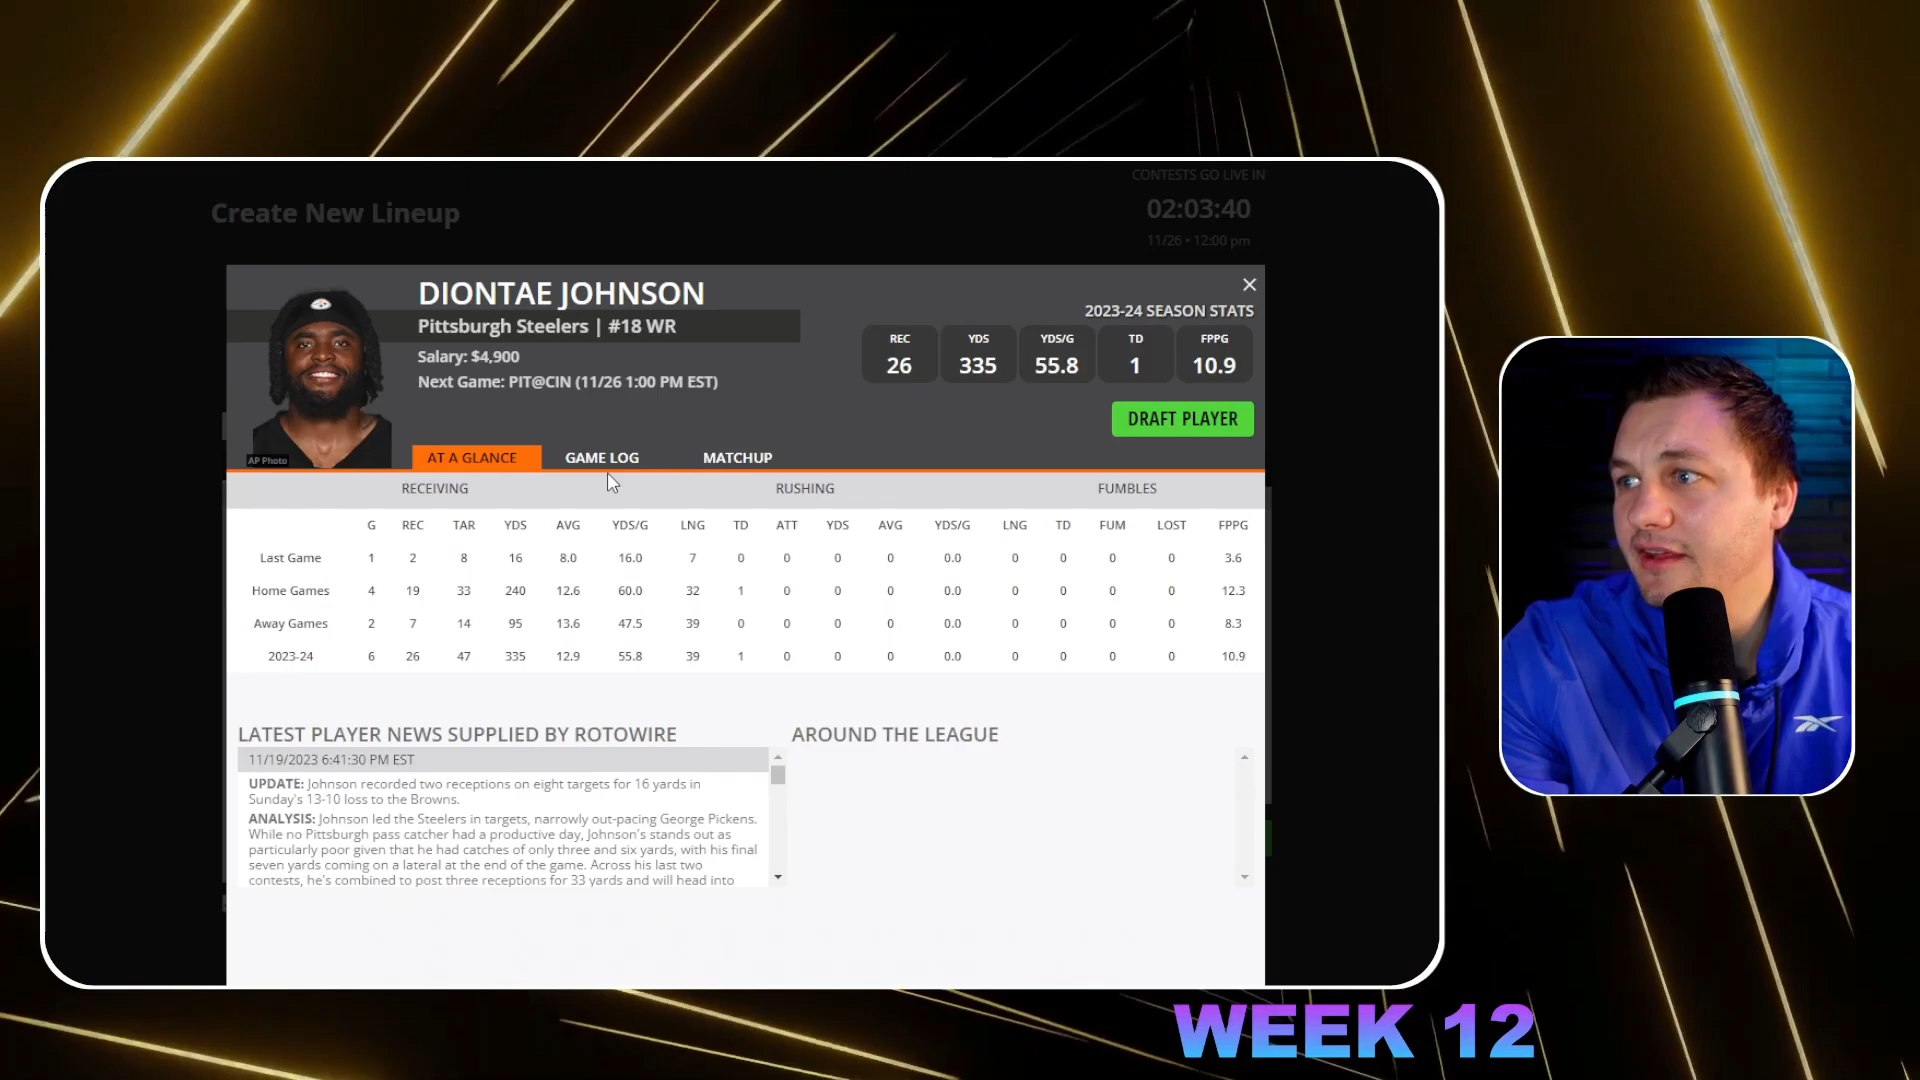 CONTESTS GO LIVE IN
Create New Lineup
02:03:40
11/26 • 12:00 pm
DIONTAE JOHNSON
Pittsburgh Steelers | #18 WR
Salary: $4,900
Next Game: PIT@CIN (11/26 1:00 PM EST)
2023-24 SEASON STATS
REC YDS YDS/G TD FPPG
26 335 55.8 1 10.9
DRAFT PLAYER
AP Photo
AT A GLANCE GAME LOG MATCHUP
RECEIVING RUSHING FUMBLES
G REC TAR YDS AVG YDS/G LNG TD ATT YDS AVG YDS/G LNG TD FUM LOST FPPG
Last Game 1 2 8 16 8.0 16.0 7 0 0 0 0 0.0 0 0 0 0 3.6
Home Games 4 19 33 240 12.6 60.0 32 1 0 0 0 0.0 0 0 0 0 12.3
Away Games 2 7 14 95 13.6 47.5 39 0 0 0 0 0.0 0 0 0 0 8.3
2023-24 6 26 47 335 12.9 55.8 39 1 0 0 0 0.0 0 0 0 0 10.9
LATEST PLAYER NEWS SUPPLIED BY ROTOWIRE
11/19/2023 6:41:30 PM EST
UPDATE: Johnson recorded two receptions on eight targets for 16 yards in
Sunday's 13-10 loss to the Browns.
ANALYSIS: Johnson led the Steelers in targets, narrowly out-pacing George Pickens.
While no Pittsburgh pass catcher had a productive day, Johnson's stands out as
particularly poor given that he had catches of only three and six yards, with his final
seven yards coming on a lateral at the end of the game. Across his last two
contests, he's combined to post three receptions for 33 yards and will head into
AROUND THE LEAGUE
WEEK 12